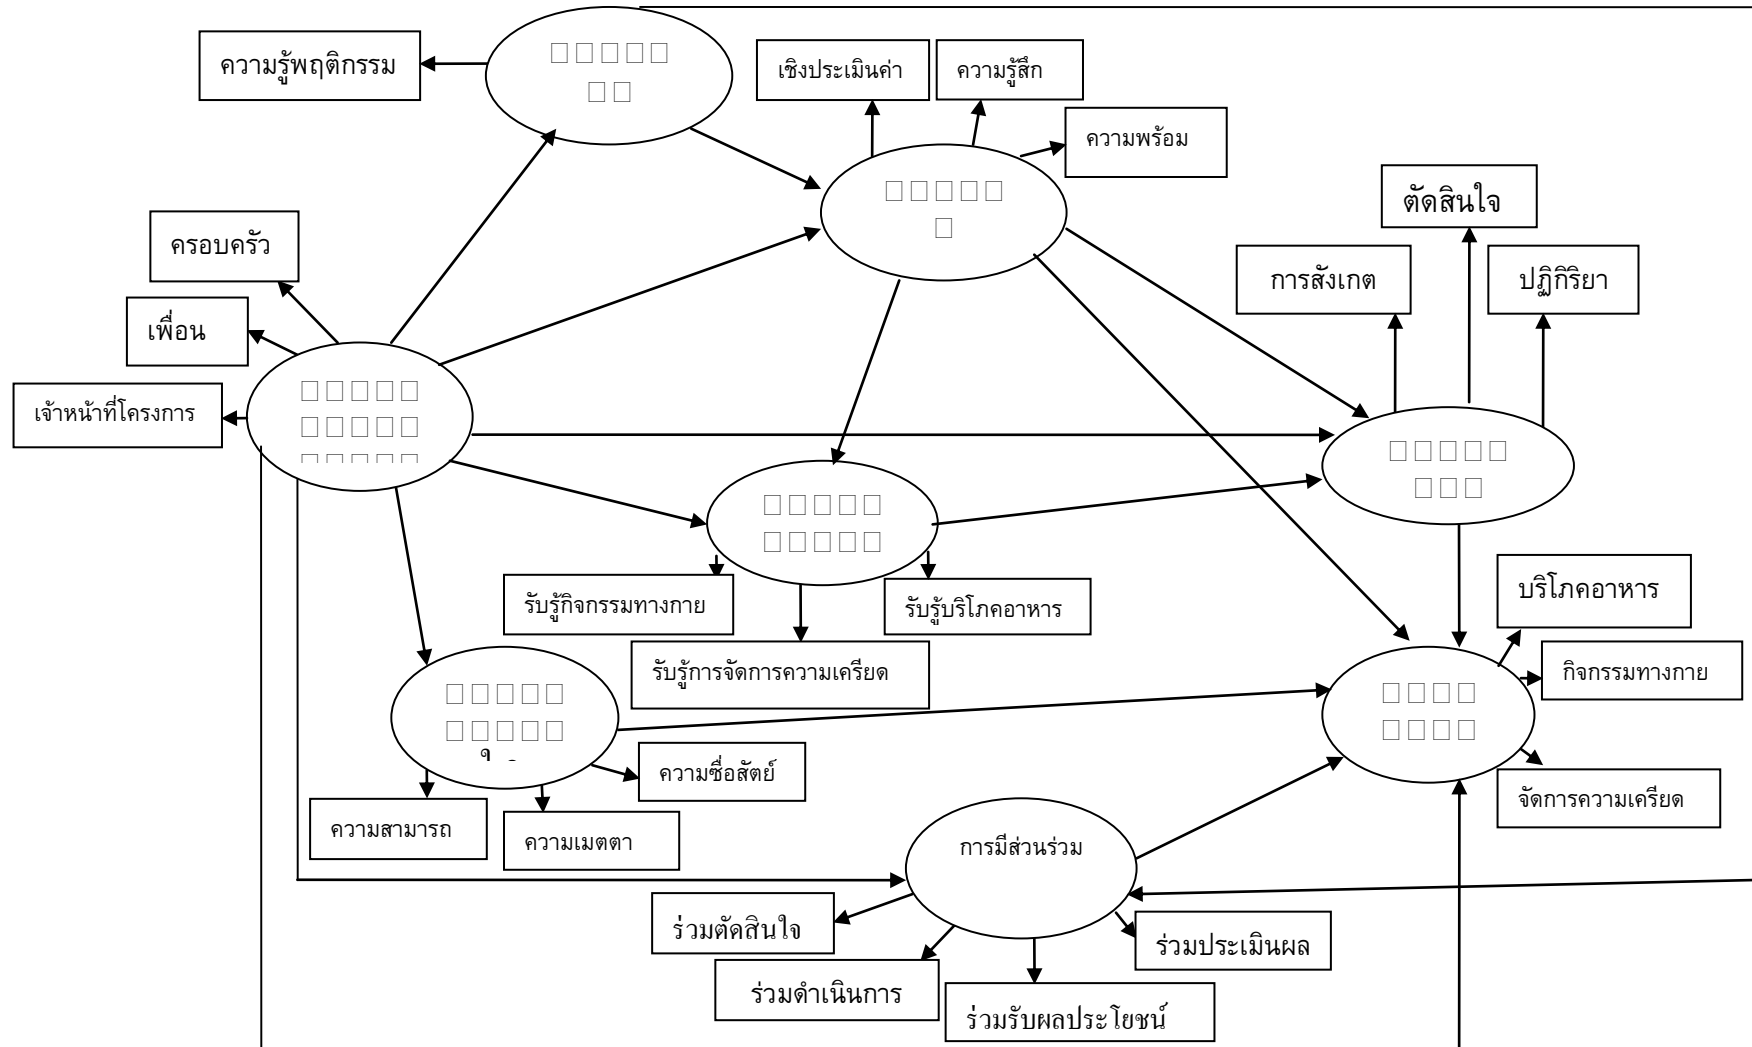 ความรู้พฤติกรรม
เชิงประเมินค่า
ความรู้สึก
ความพร้อม
ตัดสินใจ
ครอบครัว
การสังเกต
ปฏิกิริยา
เพื่อน
เจ้าหน้าที่โครงการ
บริโภคอาหาร
รับรู้กิจกรรมทางกาย
รับรู้บริโภคอาหาร
รับรู้การจัดการความเครียด
กิจกรรมทางกาย
ความซื่อสัตย์
จัดการความเครียด
ความสามารถ
ความเมตตา
การมีส่วนร่วม
ร่วมตัดสินใจ
ร่วมประเมินผล
ร่วมดำเนินการ
ร่วมรับผลประโยชน์